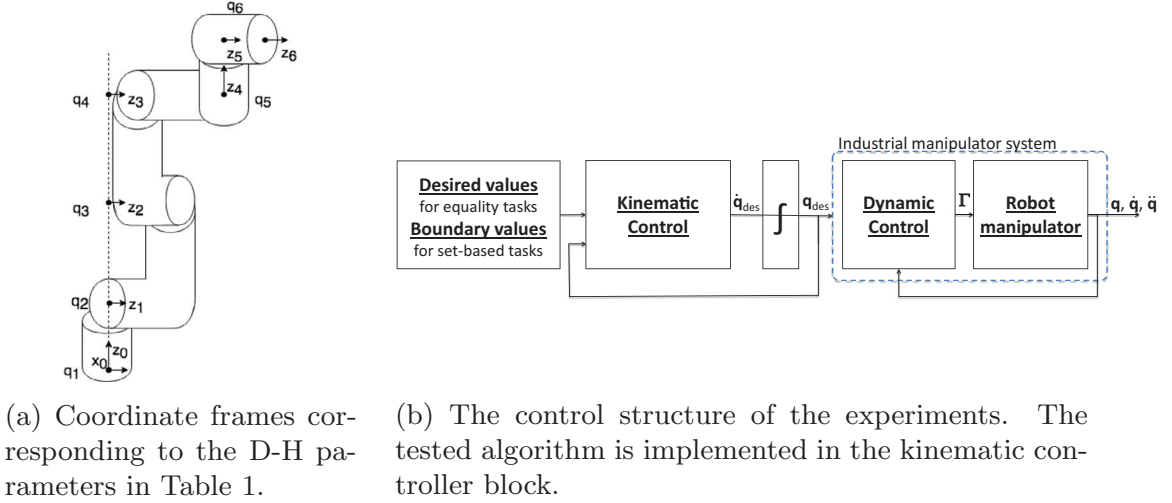 q6
z5
z6
q4
z3
z4
q5
q3
z2
q2
z1
z0
x0
q1
Industrial manipulator system
Desired values
for equality tasks
Boundary values
for set-based tasks
Kinematic
Control
q̇des
∫
qdes
Dynamic
Control
Γ
Robot
manipulator
q, q̇, q̈
(a) Coordinate frames cor-
responding to the D-H pa-
rameters in Table 1.
(b) The control structure of the experiments. The
tested algorithm is implemented in the kinematic con-
troller block.